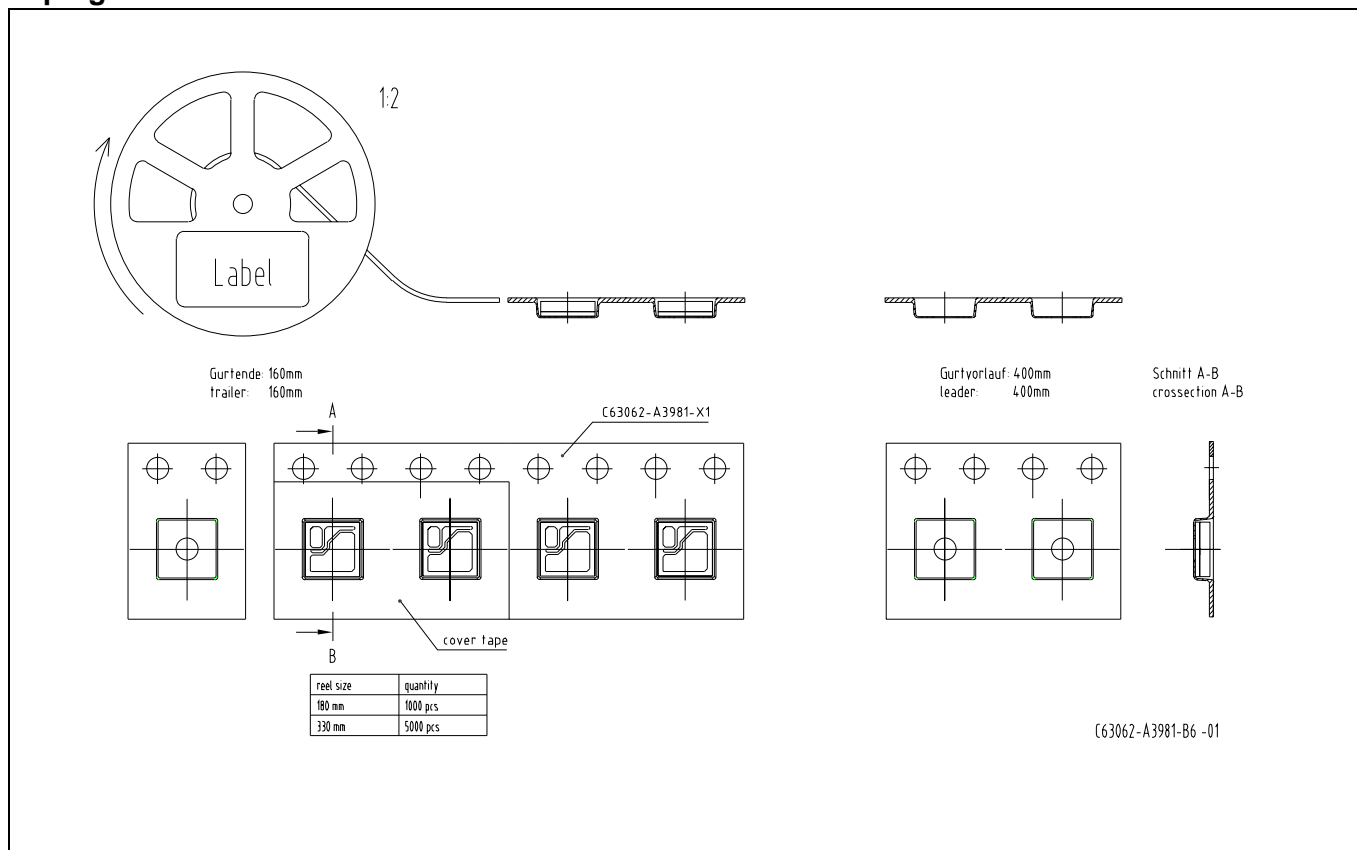 1:2
Label
Gurtende: 160mm
trailer: 160mm
Gurtvorlauf: 400mm
leader: 400mm
Schnitt A-B
crossection A-B
A
C63062-A3981-X1
cover tape
B
reel size quantity
180 mm 1000 pcs
330 mm 5000 pcs
C63062-A3981-B6 -01